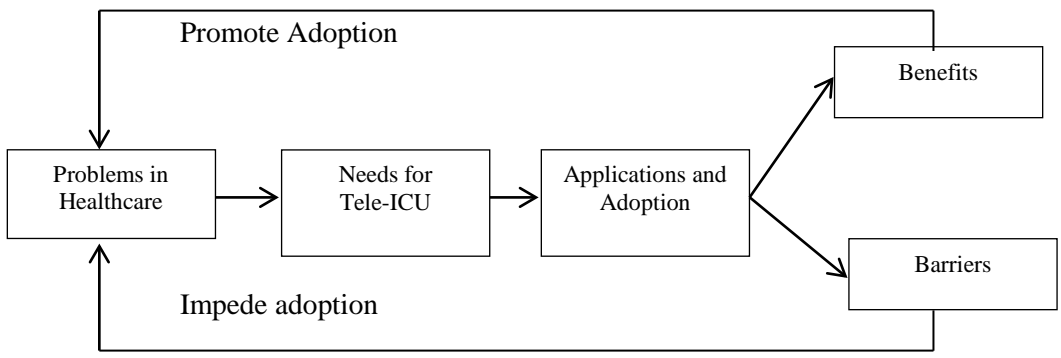 Promote Adoption
Benefits
Problems in
Healthcare
Needs for
Tele-ICU
Applications and
Adoption
Barriers
Impede adoption